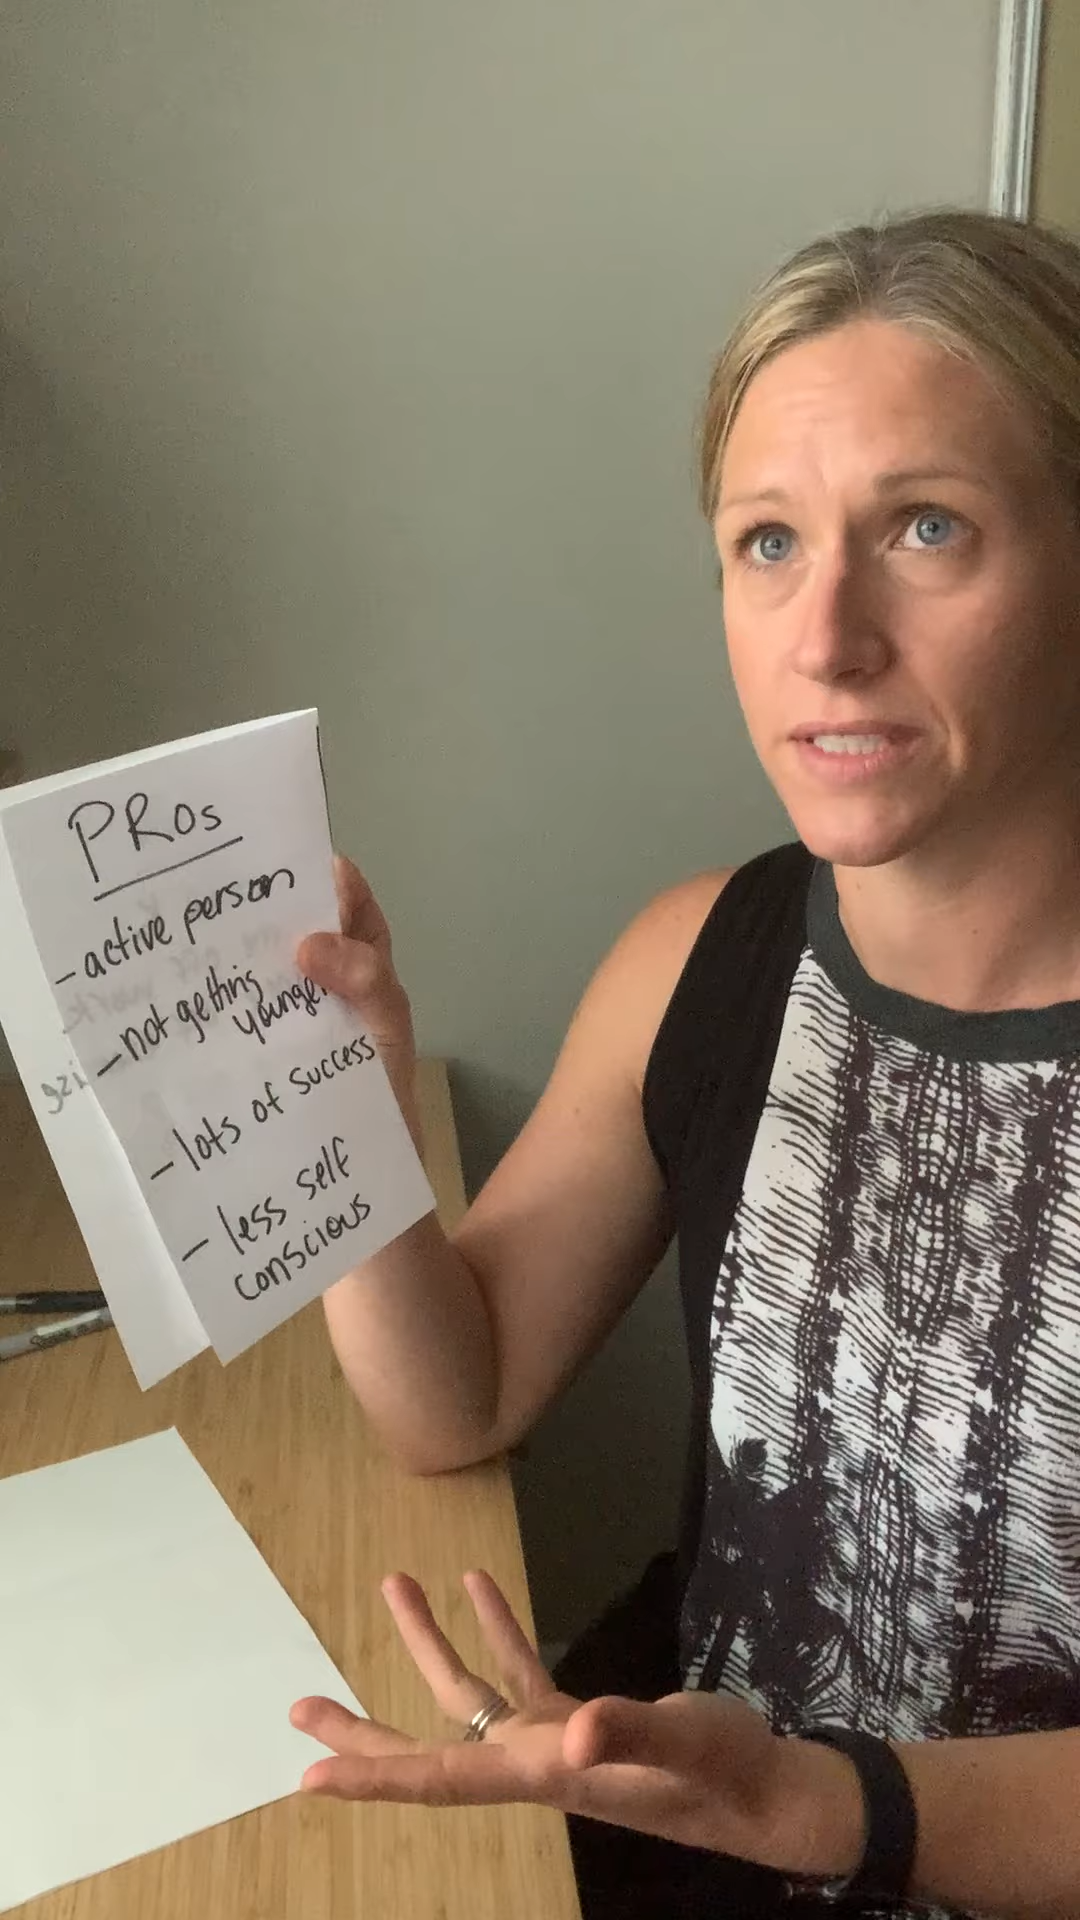 PROs
- active person
- not getting
younger
- lots of success
- less self
conscious